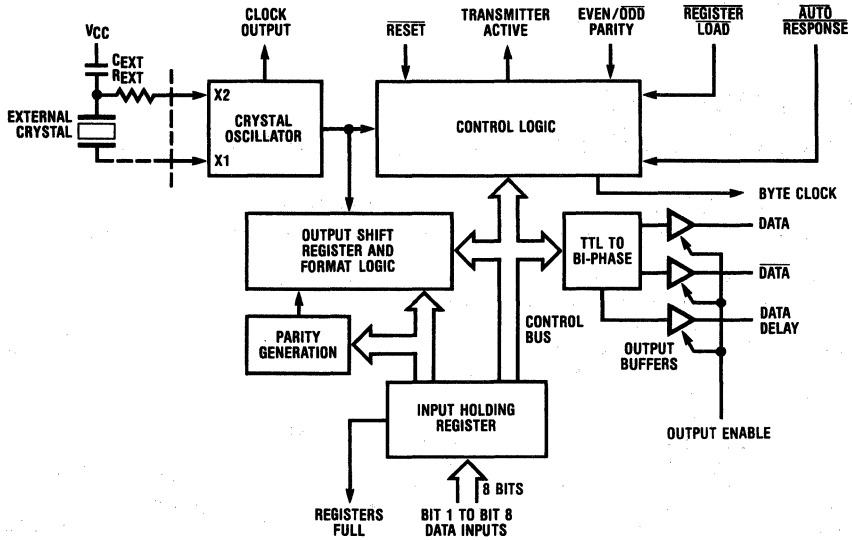 CLOCK
OUTPUT
RESET
TRANSMITTER
ACTIVE
EVEN/ODD
PARITY
REGISTER
LOAD
AUTO
RESPONSE
VCC
CEXT
REXT
EXTERNAL
CRYSTAL
X2
X1
CRYSTAL
OSCILLATOR
CONTROL LOGIC
BYTE CLOCK
OUTPUT SHIFT
REGISTER AND
FORMAT LOGIC
TTL TO
BI-PHASE
DATA
DATA
DATA
DELAY
PARITY
GENERATION
CONTROL
BUS
OUTPUT
BUFFERS
INPUT HOLDING
REGISTER
OUTPUT ENABLE
8 BITS
REGISTERS
FULL
BIT 1 TO BIT 8
DATA INPUTS